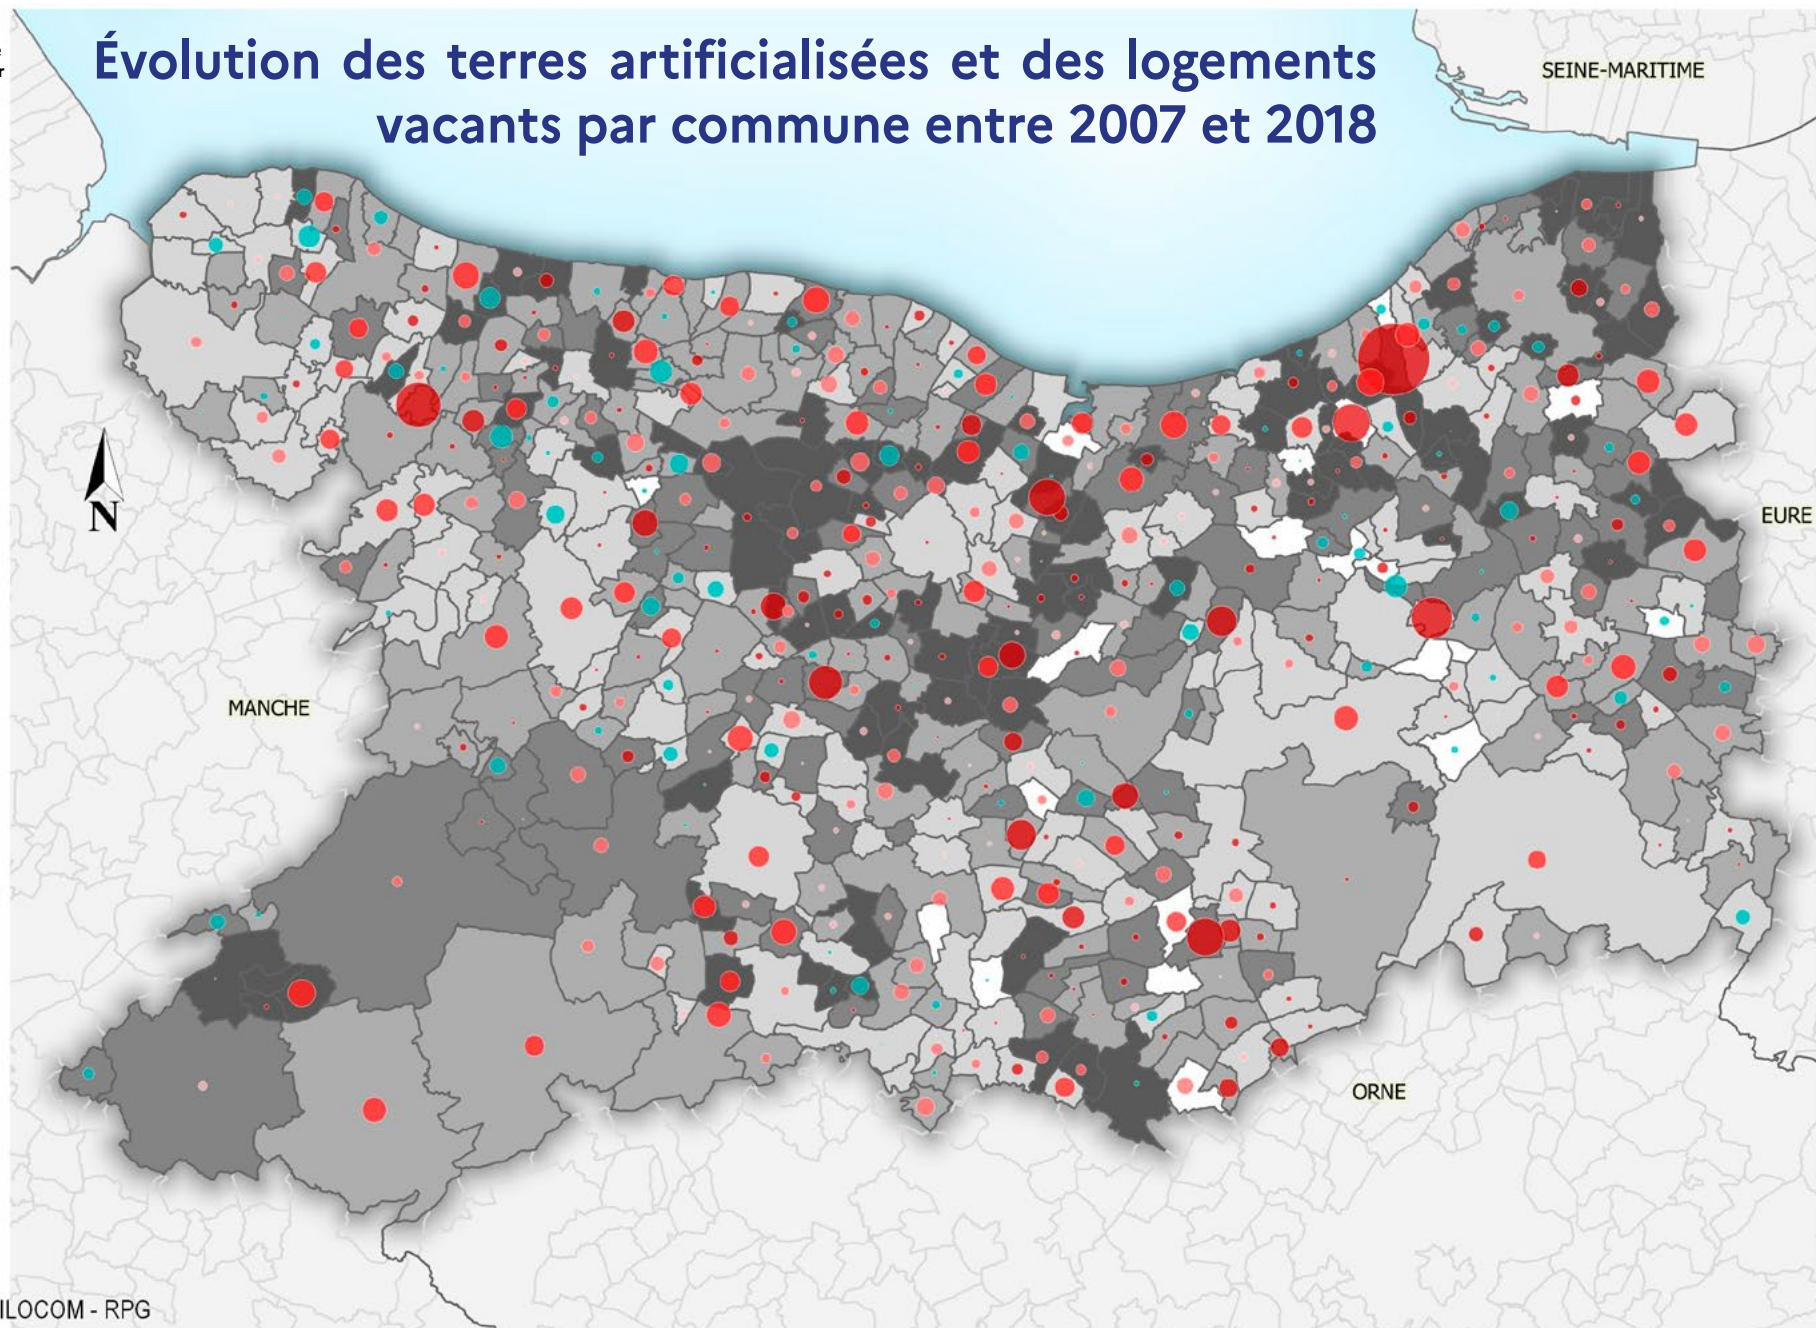 Évolution des terres artificialisées et des logements
vacants par commune entre 2007 et 2018
SEINE-MARITIME
N
EURE
MANCHE
ORNE
ILOCOM - RPG